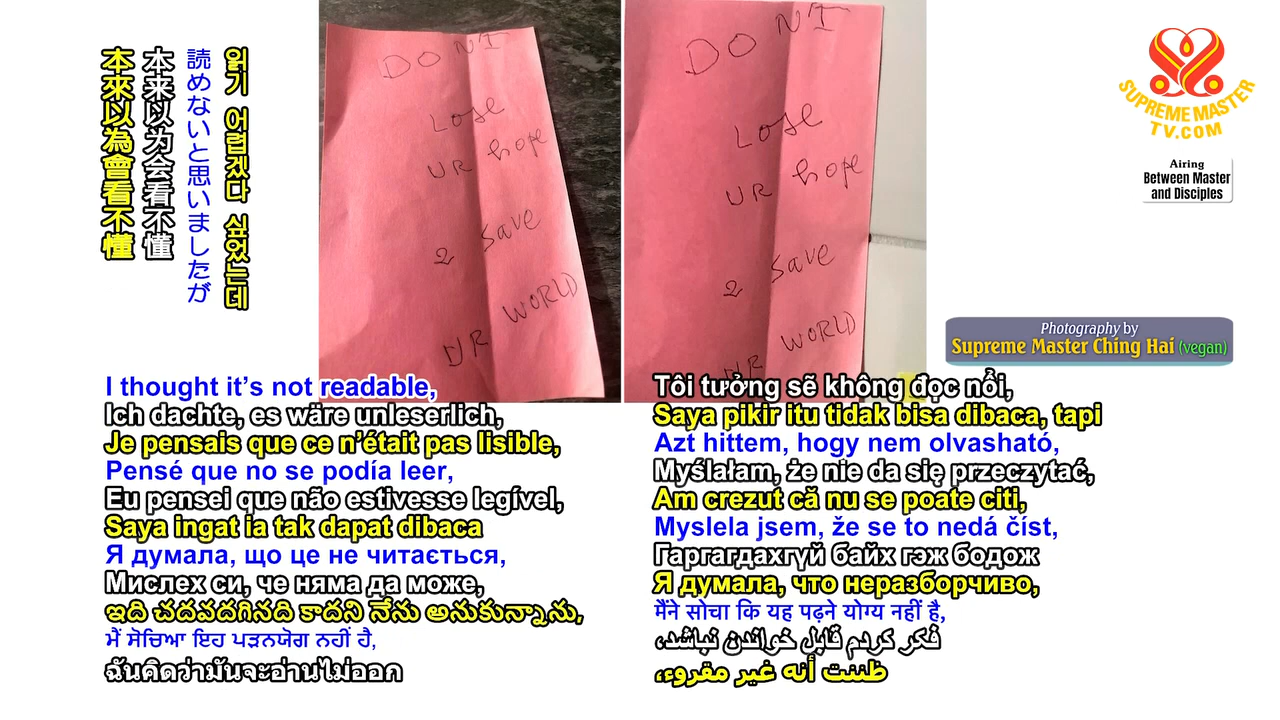 本來以為會看不懂
本来以为会看不懂
読めないと思いましたが
읽기 어렵겠다 싶었는데
DONT
Lose
UR hope
2 Save
UR WORLD
DONT
Lose
UR hope
2 Save
UR WORLD
SUPREME MASTER
TV.COM
Airing
Between Master
and Disciples
Photography by
Supreme Master Ching Hai (vegan)
I thought it's not readable,
Ich dachte, es wäre unleserlich,
Je pensais que ce n'était pas lisible,
Pensé que no se podía leer,
Eu pensei que não estivesse legível,
Saya ingat ia tak dapat dibaca
Я думала, що це не читається,
Мислех си, че няма да може,
ఇది చదవదగినది కాదని నేను అనుకున్నాను,
ਮੈਂ ਸੋਚਿਆ ਇਹ ਪੜਨਯੋਗ ਨਹੀਂ ਹੈ,
ฉันคิดว่ามันจะอ่านไม่ออก
Tôi tưởng sẽ không đọc nổi,
Saya pikir itu tidak bisa dibaca, tapi
Azt hittem, hogy nem olvasható,
Myślałam, że nie da się przeczytać,
Am crezut că nu se poate citi,
Myslela jsem, že se to nedá číst,
Гаргагдахгүй байх гэж бодож
Я думала, что неразборчиво,
मैंने सोचा कि यह पढ़ने योग्य नहीं है,
فکر کردم قابل خواندن نباشد،
ظننت أنه غير مقروء،